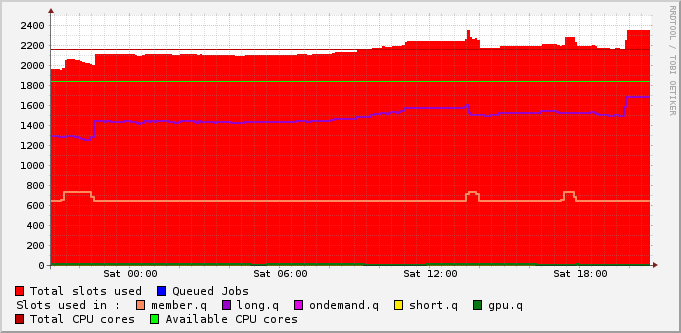 RRDTOOL / TOBI OETIKER
2400
2200
2000
1800
1600
1400
1200
1000
800
600
400
200
0
Sat 00:00 Sat 06:00 Sat 12:00 Sat 18:00
Total slots used Queued Jobs
Slots used in : member.q long.q ondemand.q short.q gpu.q
Total CPU cores Available CPU cores